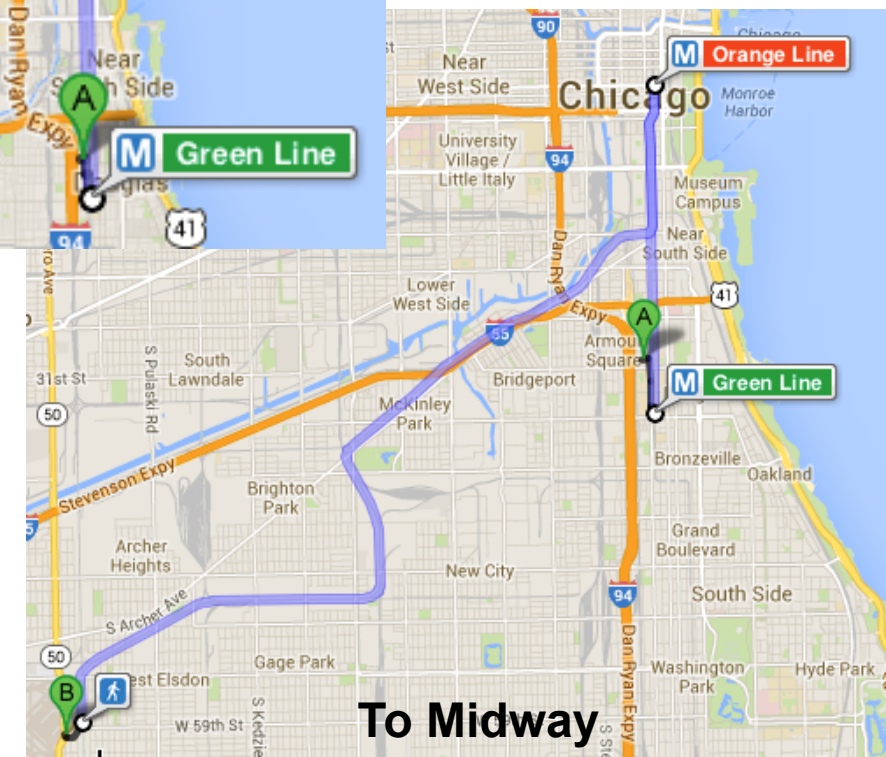 Dan Ryan
Expy
Near
South Side
A
M Green Line
Douglas
41
94
90
Near
West Side
M Orange Line
Chicago
Chicago
Monroe
Harbor
University
Village /
Little Italy
94
Museum
Campus
Near
South Side
Dan Ryan Expy
41
Lower
West Side
A
Armour
Square
55
M Green Line
S Pulaski Rd
South
Lawndale
31st St
50
Bridgeport
McKinley
Park
Bronzeville
Oakland
Stevenson Expy
Brighton
Park
Grand
Boulevard
Archer
Heights
New City
94
South Side
S Archer Ave
50
Gage Park
West Elsdon
B
Washington
Park
Hyde Park
Dan Ryan Expy
S Kedzie
W 59th St
To Midway